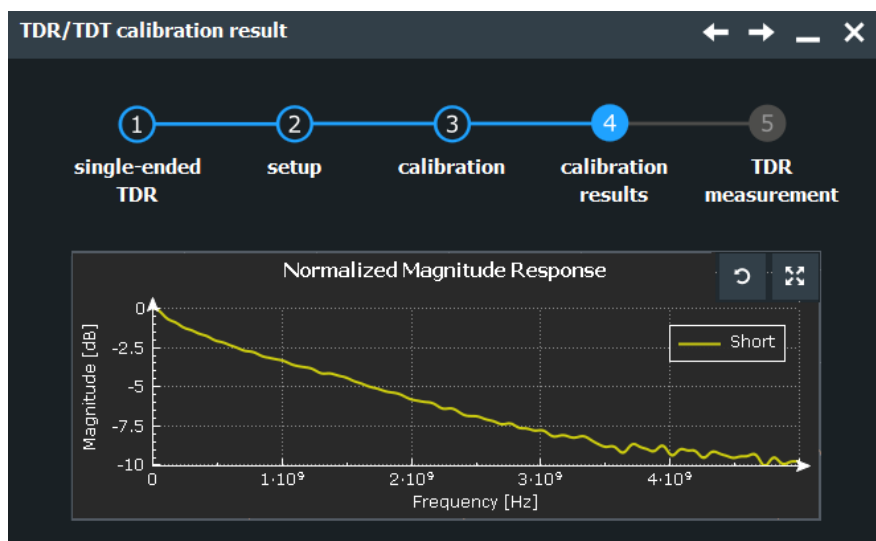 TDR/TDT calibration result
1 2 3 4 5
single-ended TDR
setup
calibration
calibration results
TDR measurement
Normalized Magnitude Response
Short
Magnitude [dB]
0
-2.5
-5
-7.5
-10
0 1·10⁹ 2·10⁹ 3·10⁹ 4·10⁹
Frequency [Hz]